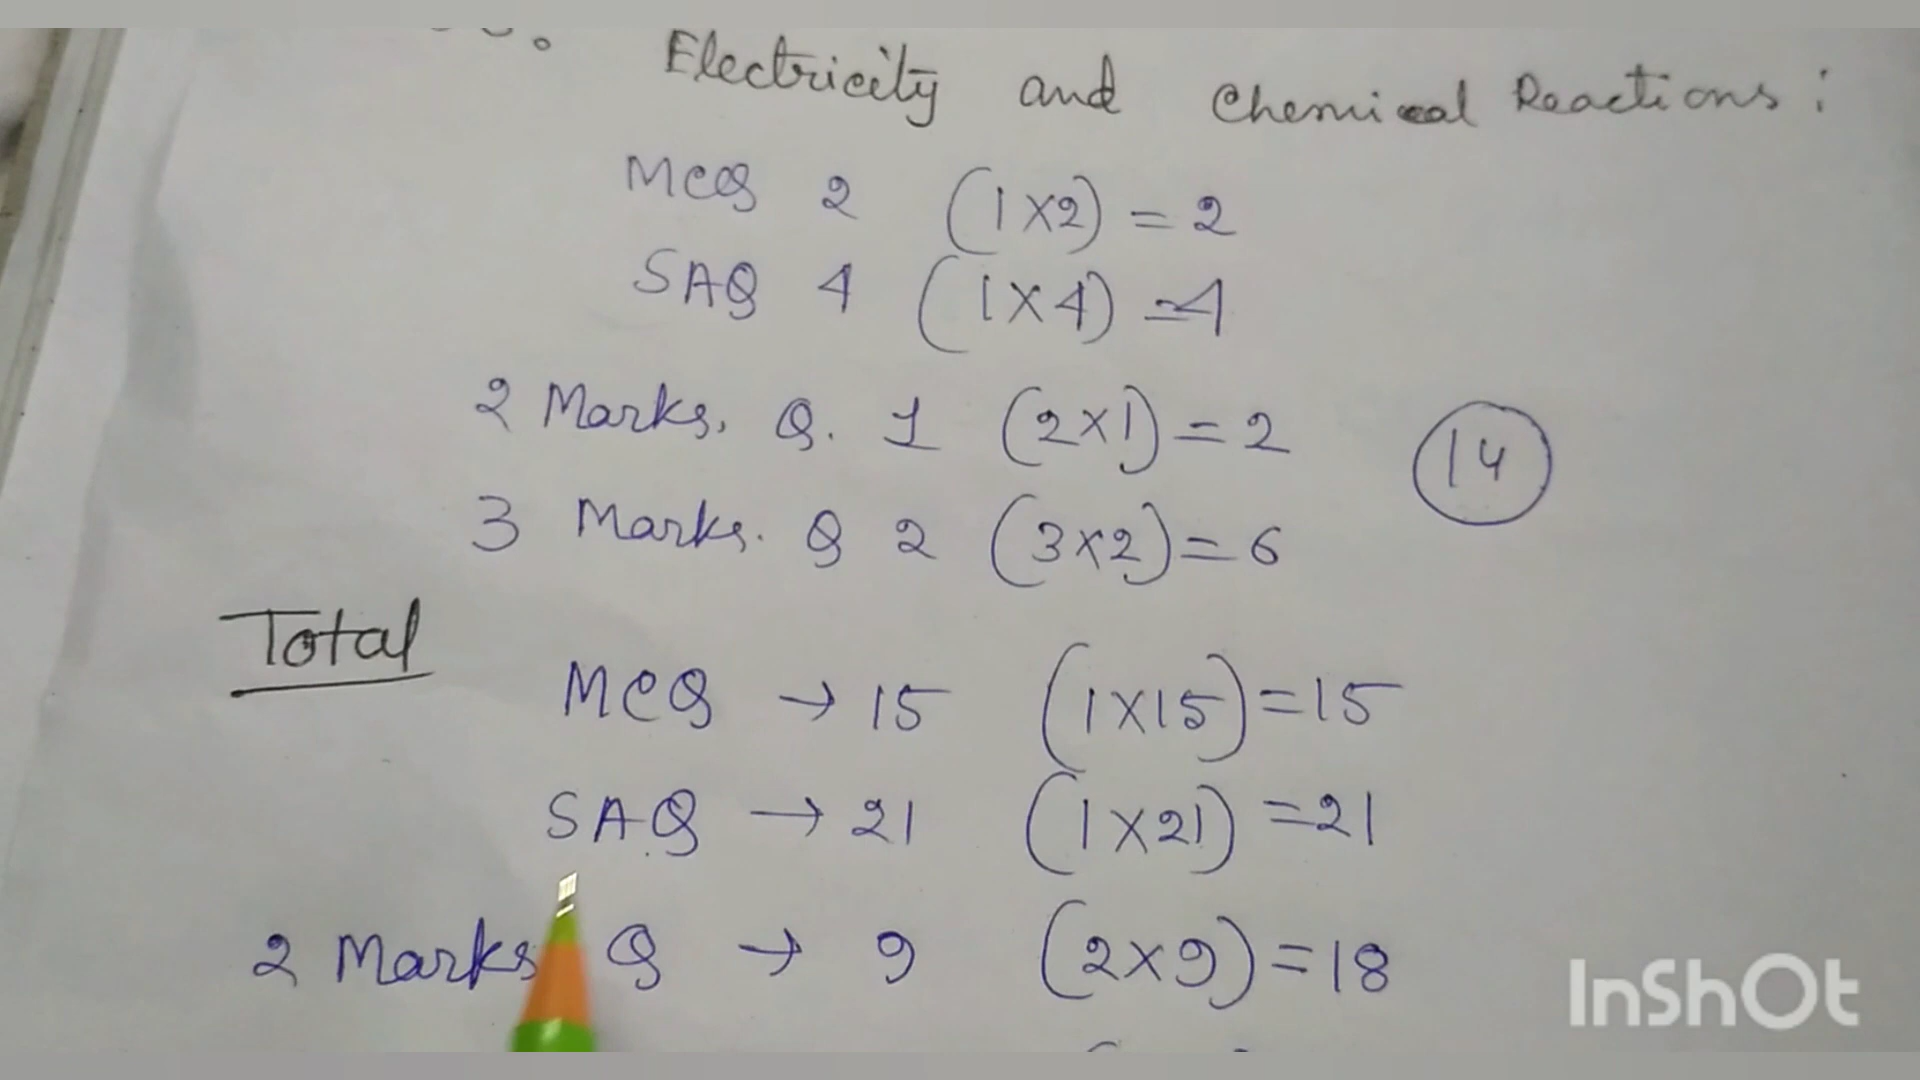 Electricity and Chemical Reactions:
MCQ 2 (1×2) = 2
SAQ 4 (1×4) = 4
2 Marks. Q. 1 (2×1) = 2
14
3 Marks. Q 2 (3×2) = 6
Total
MCQ → 15 (1×15) = 15
SAQ → 21 (1×21) = 21
2 Marks Q → 9 (2×9) = 18
InShOt